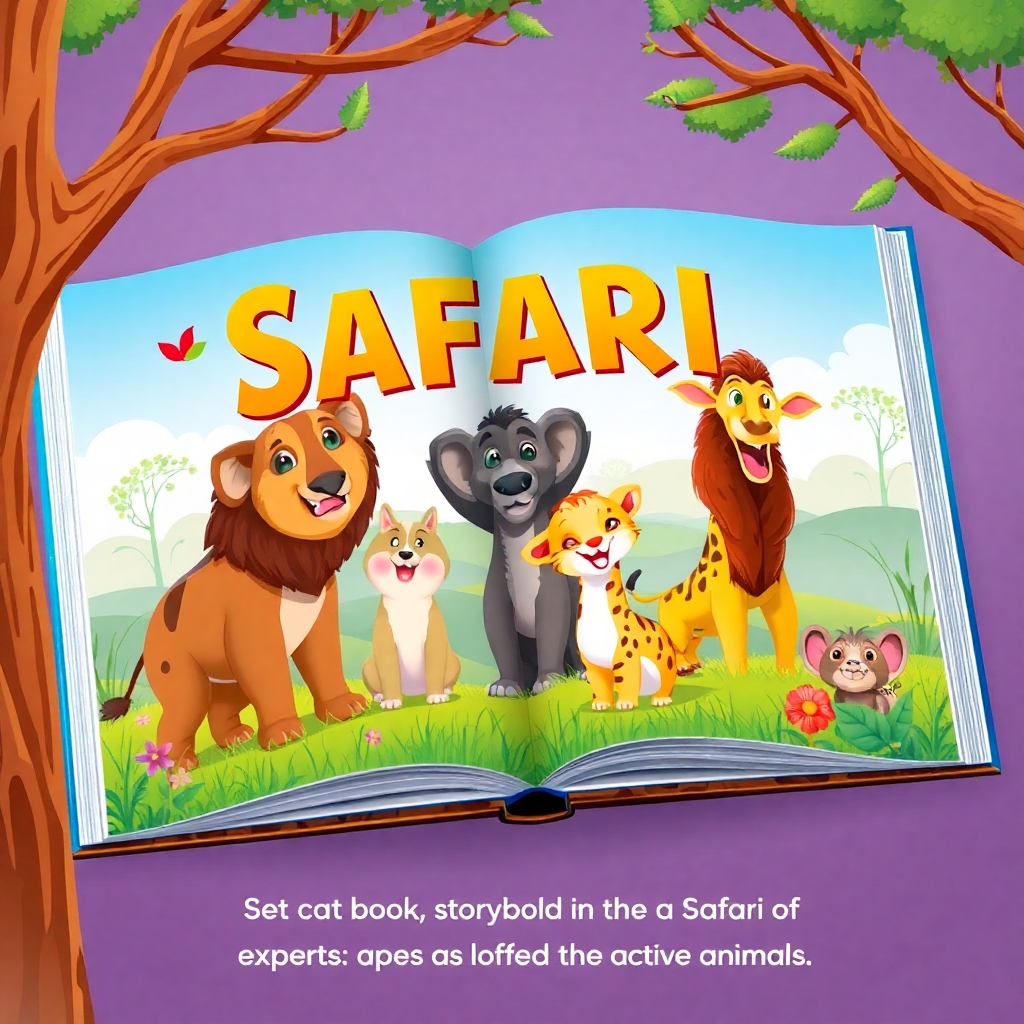 SAFARI
Set cat book, storybold in the a Safari of
experts: apes as loffed the active animals.